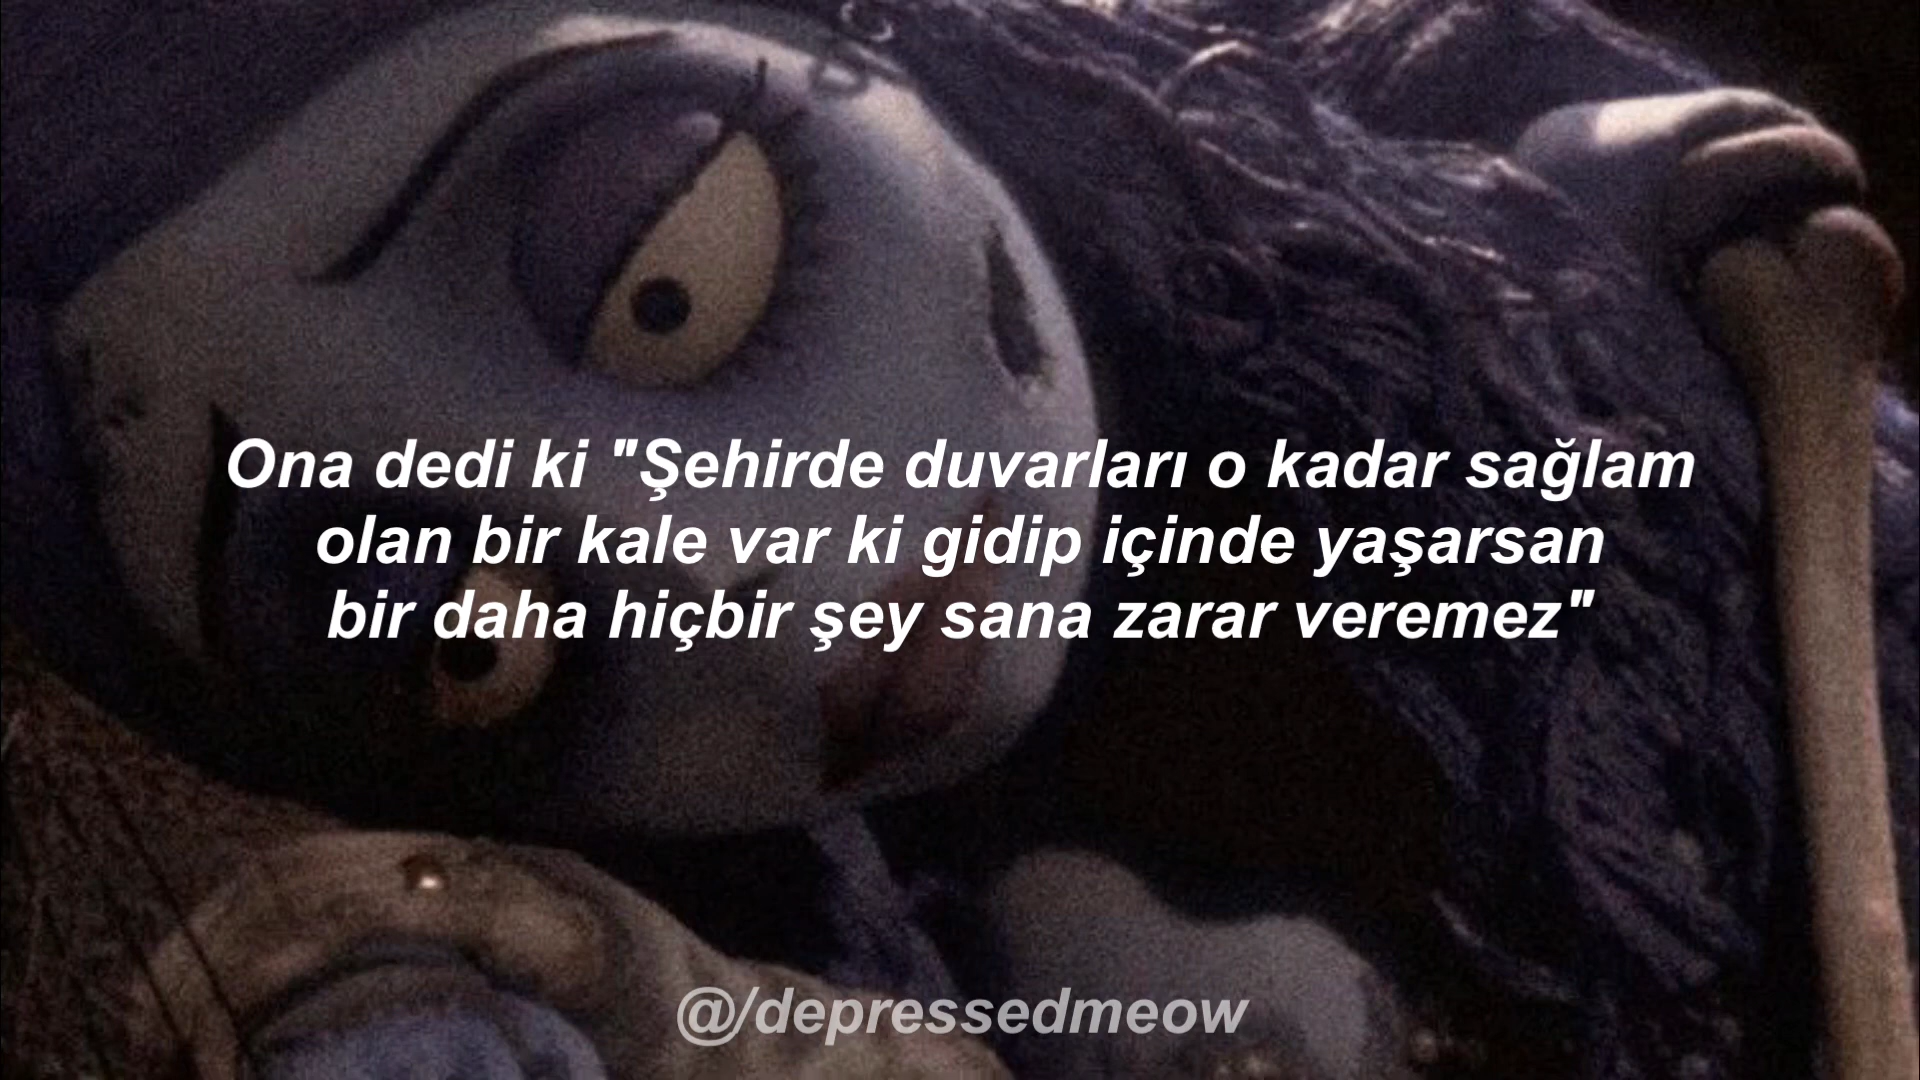 Ona dedi ki "Şehirde duvarları o kadar sağlam
olan bir kale var ki gidip içinde yaşarsan
bir daha hiçbir şey sana zarar veremez"
@/depressedmeow